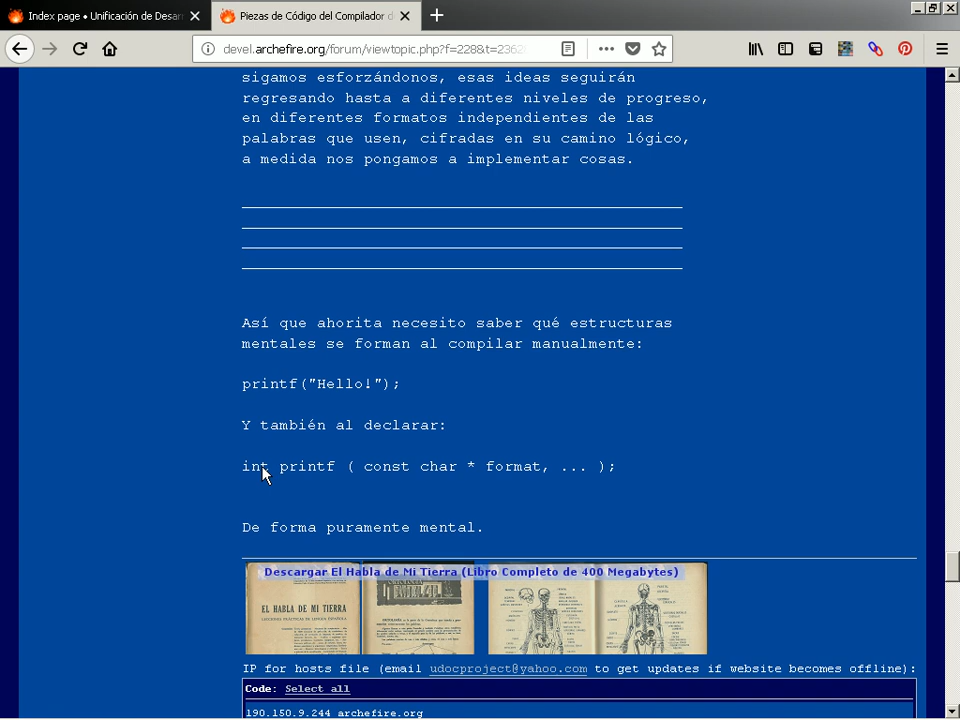 Index page • Unificación de Desar
Piezas de Código del Compilador d
devel.archefire.org/forum/viewtopic.php?f=228&t=2362
sigamos esforzándonos, esas ideas seguirán
regresando hasta a diferentes niveles de progreso,
en diferentes formatos independientes de las
palabras que usen, cifradas en su camino lógico,
a medida nos pongamos a implementar cosas.
Así que ahorita necesito saber qué estructuras
mentales se forman al compilar manualmente:
printf("Hello!");
Y también al declarar:
int printf ( const char * format, ... );
De forma puramente mental.
Descargar El Habla de Mi Tierra (Libro Completo de 400 Megabytes)
EL HABLA DE MI TIERRA
IP for hosts file (email udocproject@yahoo.com to get updates if website becomes offline):
Code: Select all
190.150.9.244 archefire.org